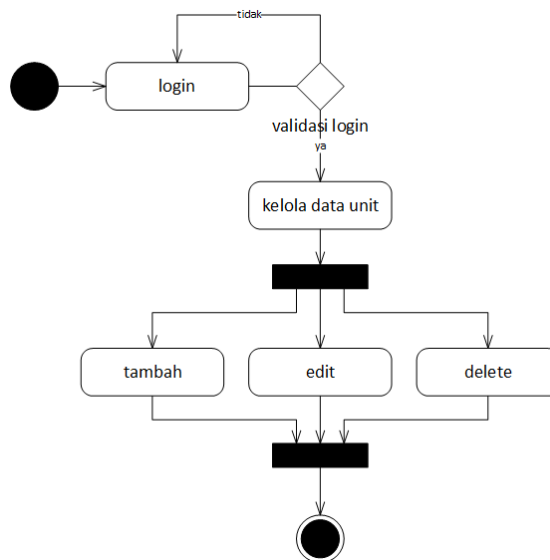 tidak
login
validasi login
ya
kelola data unit
tambah
edit
delete